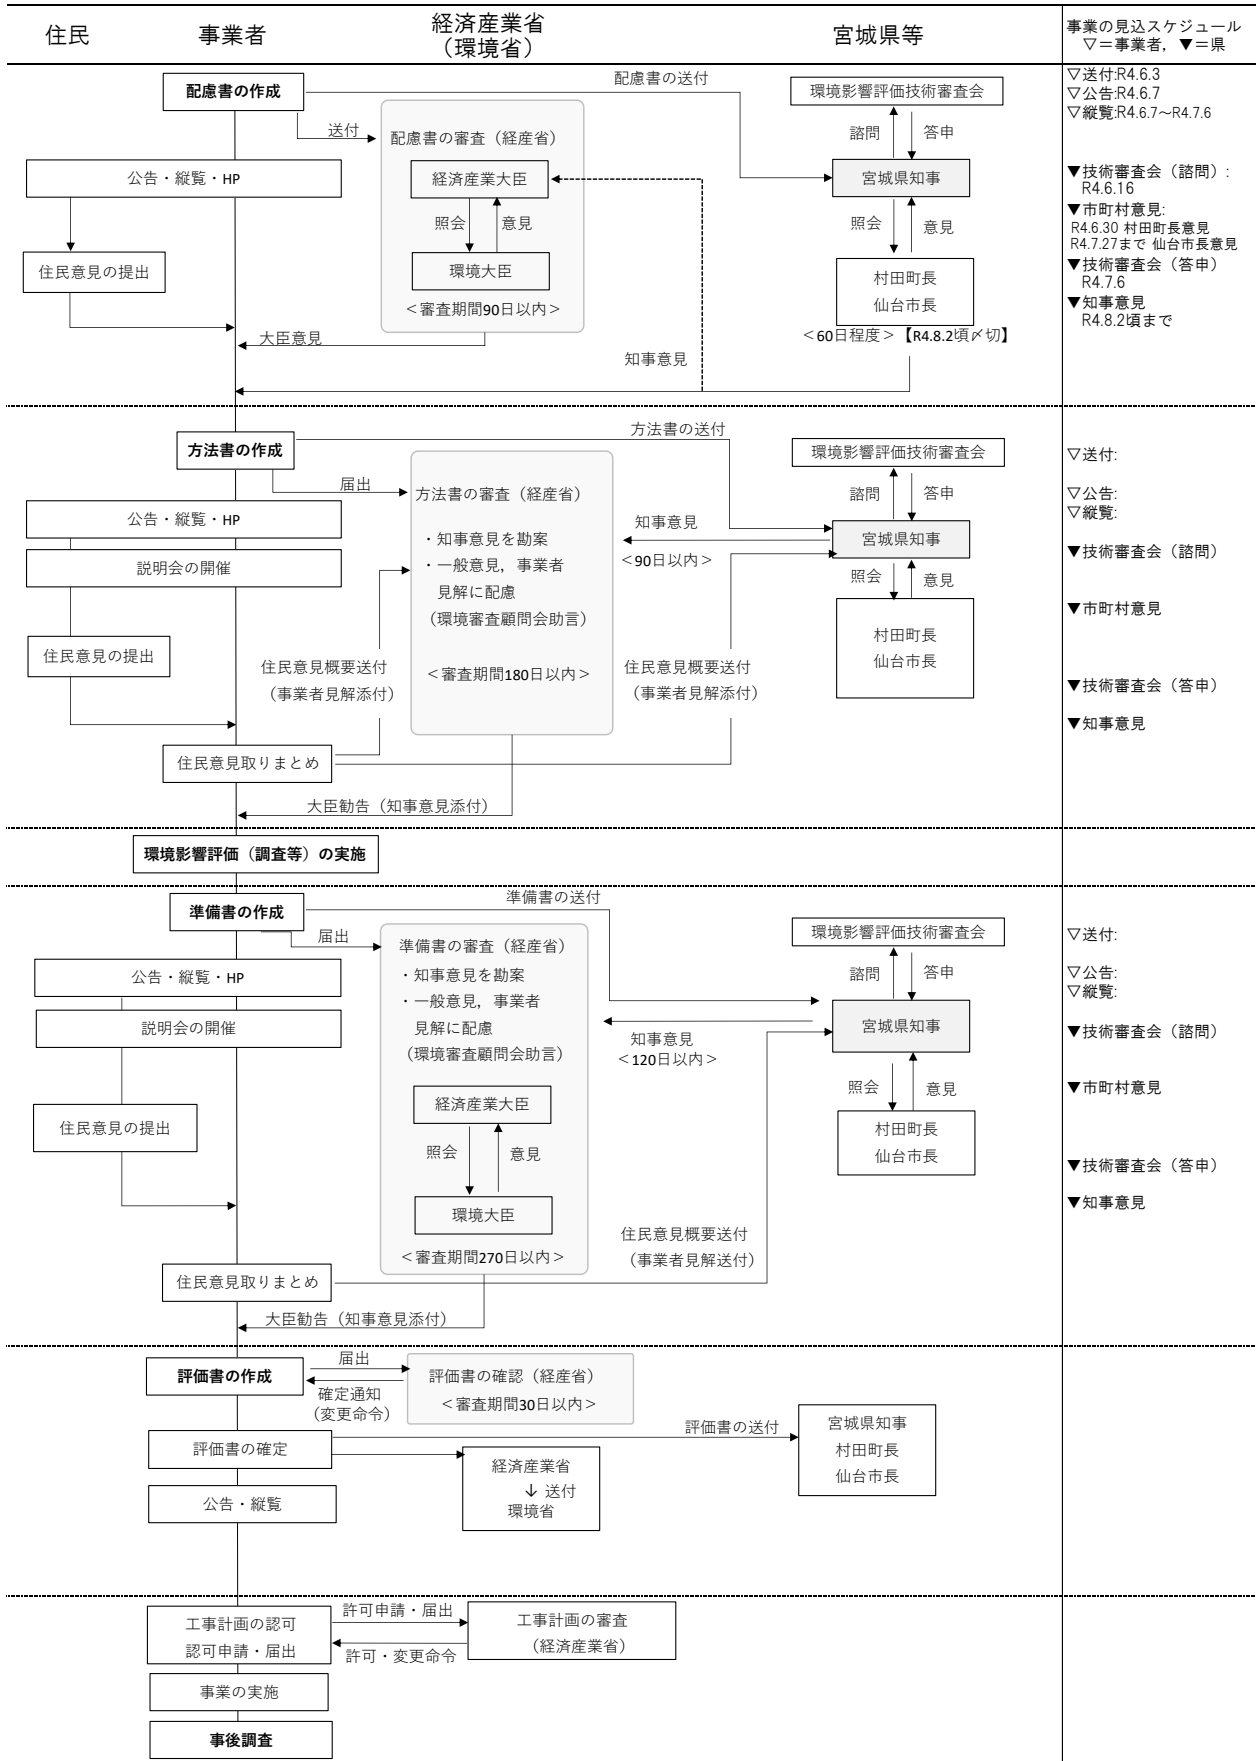 住民
事業者
経済産業省
（環境省）
宮城県等
事業の見込スケジュール
▽＝事業者，▼＝県
配慮書の作成
配慮書の送付
環境影響評価技術審査会
▽送付:R4.6.3
▽公告:R4.6.7
▽縦覧:R4.6.7～R4.7.6
送付
配慮書の審査（経産省）
諮問
答申
公告・縦覧・HP
経済産業大臣
宮城県知事
▼技術審査会（諮問）:
R4.6.16
照会
意見
照会
意見
▼市町村意見:
R4.6.30 村田町長意見
R4.7.27まで 仙台市長意見
住民意見の提出
環境大臣
村田町長
仙台市長
▼技術審査会（答申）
R4.7.6
＜審査期間90日以内＞
▼知事意見
R4.8.2頃まで
大臣意見
＜60日程度＞【R4.8.2頃〆切】
知事意見
方法書の作成
方法書の送付
環境影響評価技術審査会
▽送付:
届出
方法書の審査（経産省）
諮問
答申
▽公告:
▽縦覧:
公告・縦覧・HP
知事意見
宮城県知事
・知事意見を勘案
＜90日以内＞
▼技術審査会（諮問）
説明会の開催
・一般意見，事業者
見解に配慮
（環境審査顧問会助言）
照会
意見
▼市町村意見
住民意見の提出
村田町長
仙台市長
住民意見概要送付
（事業者見解添付）
＜審査期間180日以内＞
住民意見概要送付
（事業者見解添付）
▼技術審査会（答申）
▼知事意見
住民意見取りまとめ
大臣勧告（知事意見添付）
環境影響評価（調査等）の実施
準備書の作成
準備書の送付
環境影響評価技術審査会
▽送付:
届出
準備書の審査（経産省）
諮問
答申
▽公告:
▽縦覧:
公告・縦覧・HP
・知事意見を勘案
・一般意見，事業者
見解に配慮
（環境審査顧問会助言）
説明会の開催
知事意見
＜120日以内＞
宮城県知事
▼技術審査会（諮問）
経済産業大臣
照会
意見
▼市町村意見
住民意見の提出
照会
意見
村田町長
仙台市長
▼技術審査会（答申）
環境大臣
▼知事意見
＜審査期間270日以内＞
住民意見概要送付
（事業者見解送付）
住民意見取りまとめ
大臣勧告（知事意見添付）
評価書の作成
届出
確定通知
（変更命令）
評価書の確認（経産省）
＜審査期間30日以内＞
評価書の送付
宮城県知事
村田町長
仙台市長
評価書の確定
経済産業省
↓ 送付
環境省
公告・縦覧
工事計画の認可
認可申請・届出
許可申請・届出
許可・変更命令
工事計画の審査
（経済産業省）
事業の実施
事後調査